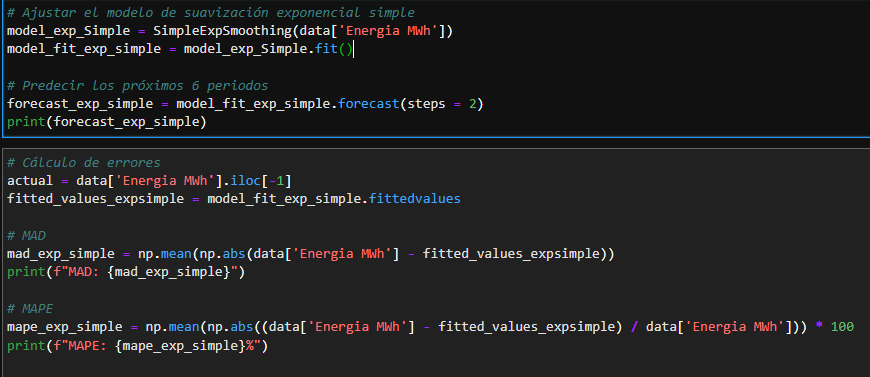 # Ajustar el modelo de suavización exponencial simple
model_exp_Simple = SimpleExpSmoothing(data['Energia MWh'])
model_fit_exp_simple = model_exp_Simple.fit()
# Predecir los próximos 6 periodos
forecast_exp_simple = model_fit_exp_simple.forecast(steps = 2)
print(forecast_exp_simple)
# Cálculo de errores
actual = data['Energia MWh'].iloc[-1]
fitted_values_expsimple = model_fit_exp_simple.fittedvalues
# MAD
mad_exp_simple = np.mean(np.abs(data['Energia MWh'] - fitted_values_expsimple))
print(f"MAD: {mad_exp_simple}")
# MAPE
mape_exp_simple = np.mean(np.abs((data['Energia MWh'] - fitted_values_expsimple) / data['Energia MWh'])) * 100
print(f"MAPE: {mape_exp_simple}%")